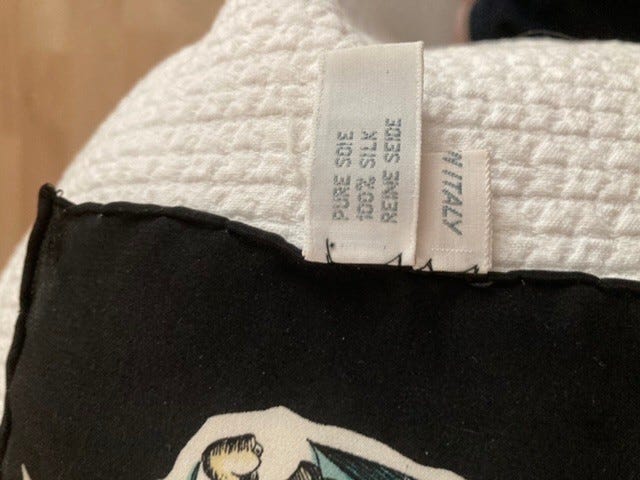 PURE SOIE
100% SILK
REINE SEIDE
N ITALY